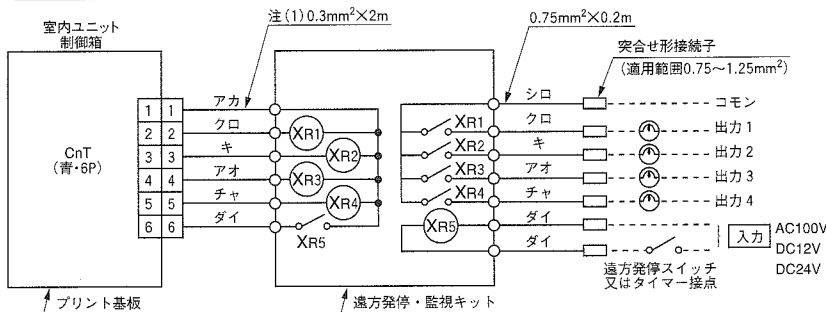 注(1)0.3mm²×2m
0.75mm²×0.2m
室内ユニット
制御箱
突合せ形接続子
(適用範囲0.75~1.25mm²)
CnT
(青・6P)
1 1 アカ
2 2 クロ XR1
3 3 キ XR2
4 4 アオ XR3
5 5 チャ XR4
6 6 ダイ XR5
シロ コモン
XR1 クロ 出力1
XR2 キ 出力2
XR3 アオ 出力3
XR4 チャ 出力4
XR5 ダイ
ダイ
入力
AC100V
DC12V
DC24V
遠方発停スイッチ
又はタイマー接点
プリント基板
遠方発停・監視キット